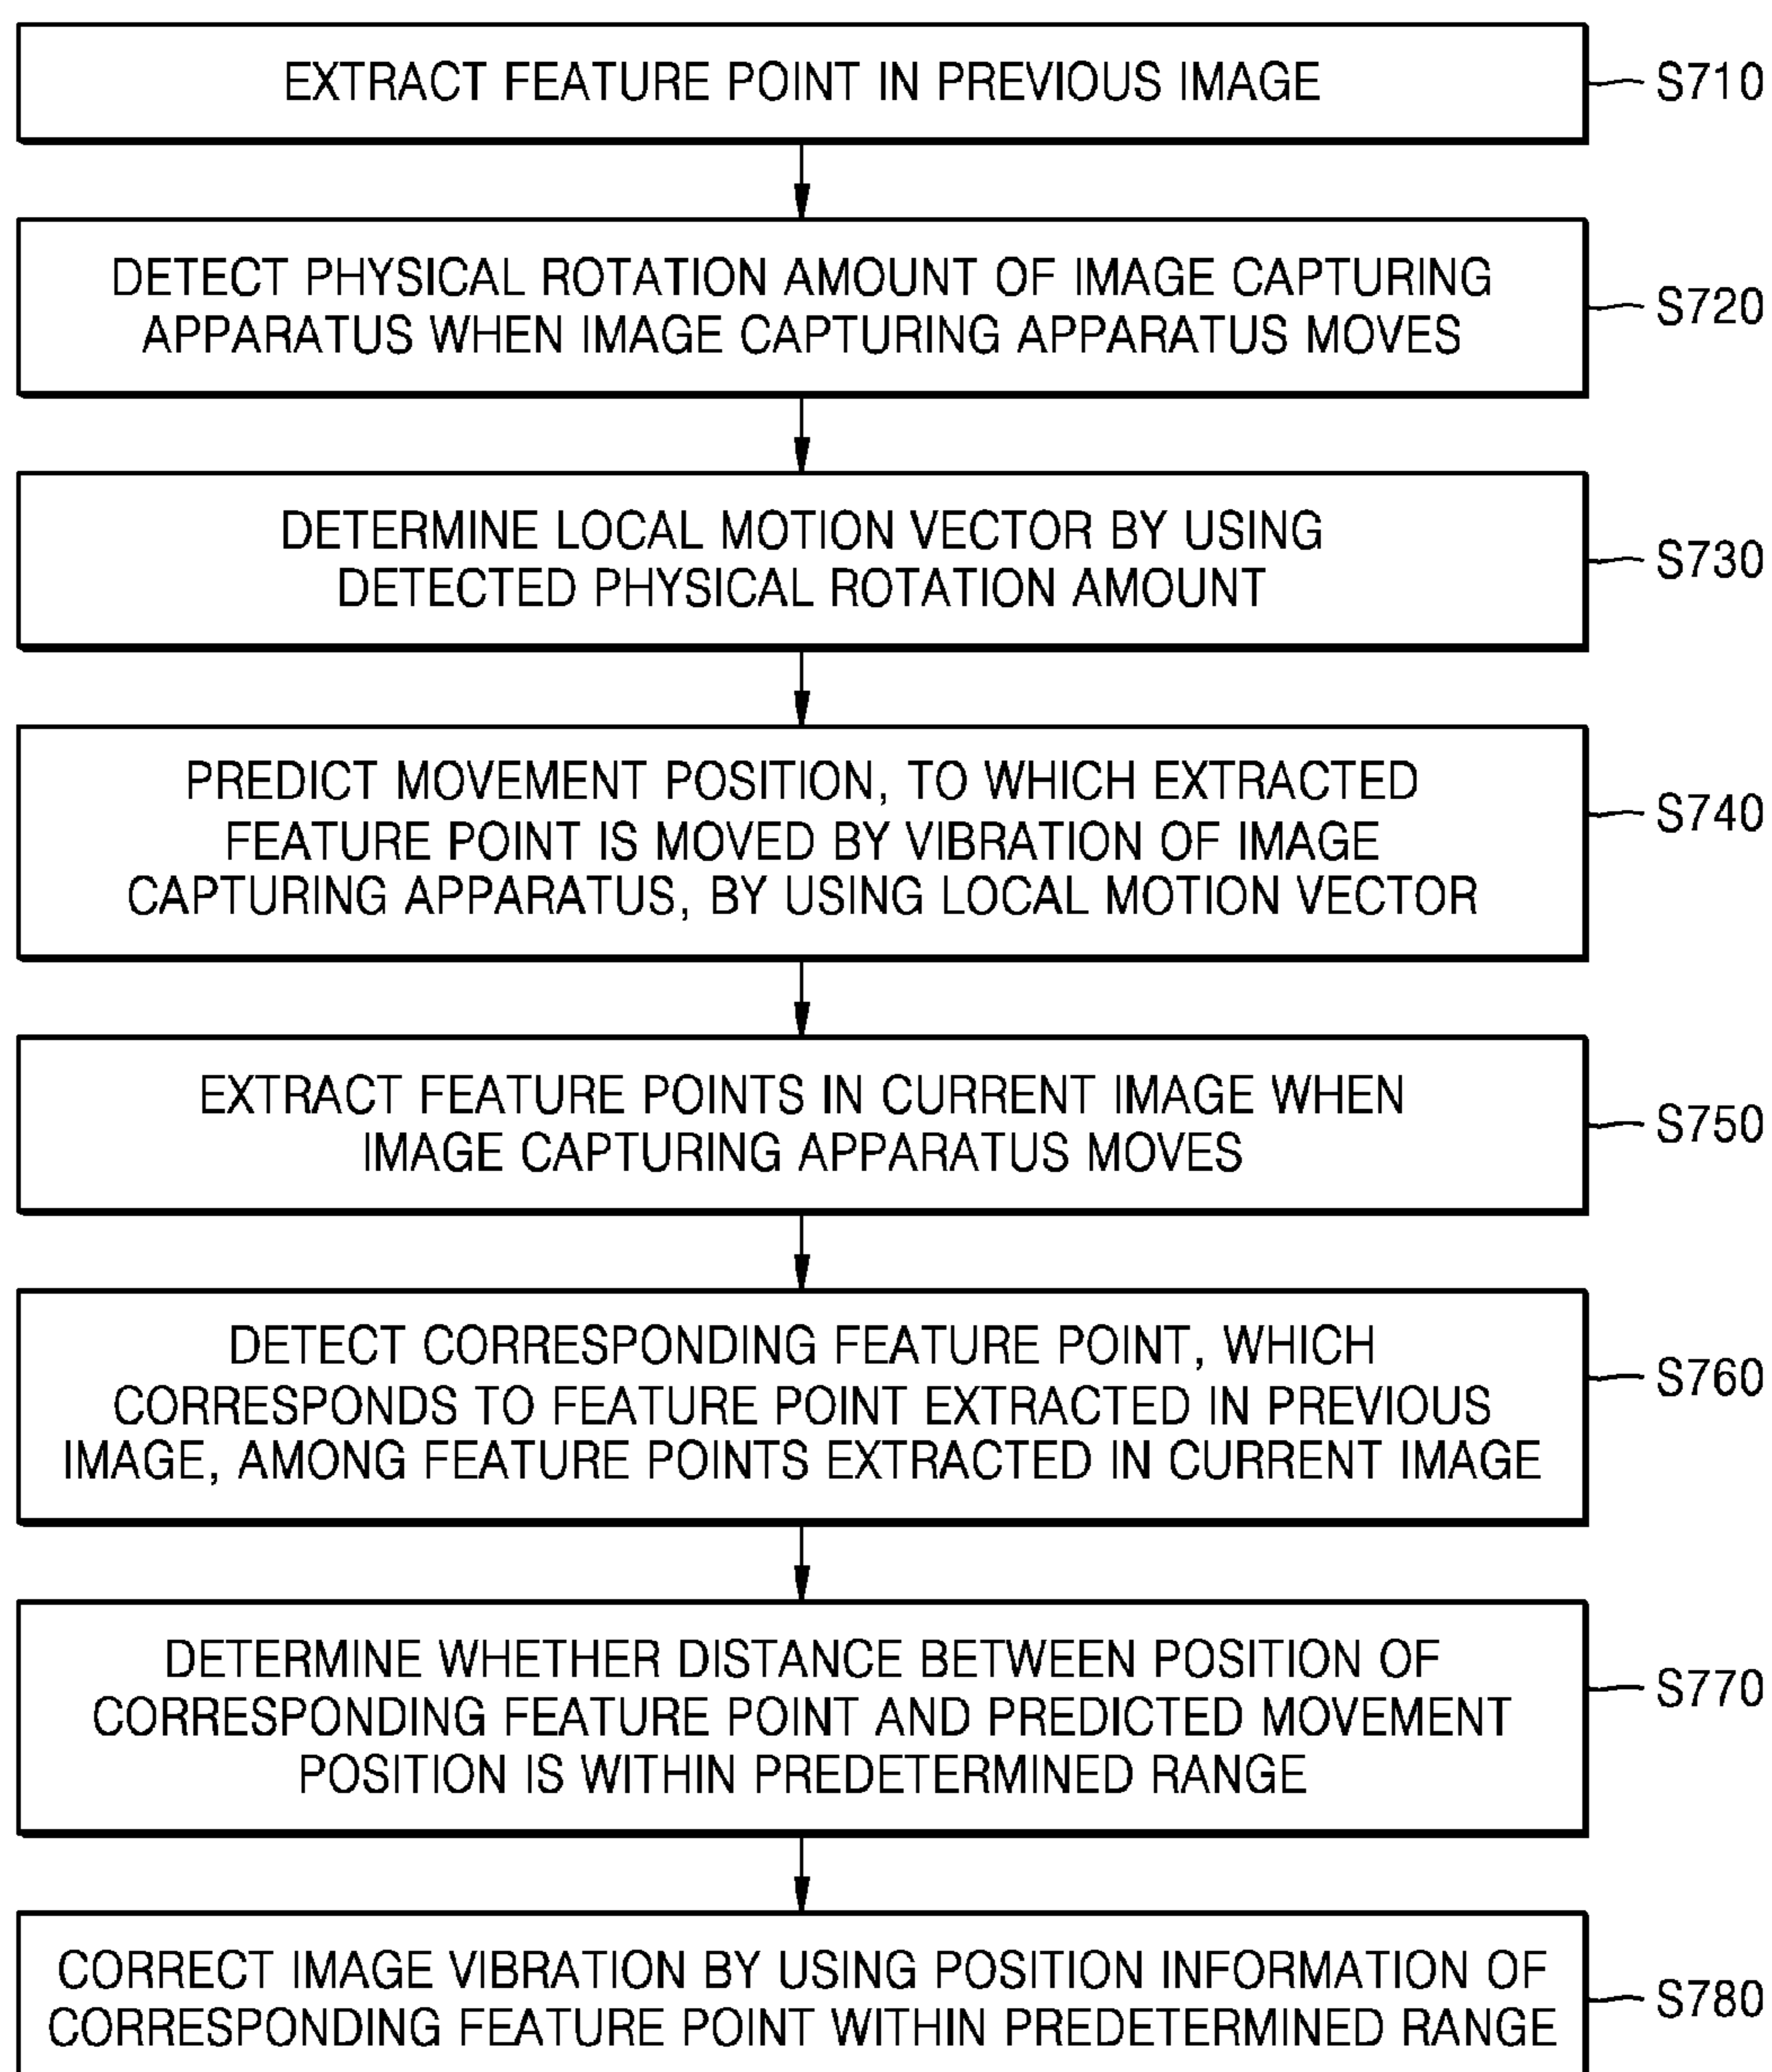 EXTRACT FEATURE POINT IN PREVIOUS IMAGE
S710
DETECT PHYSICAL ROTATION AMOUNT OF IMAGE CAPTURING
APPARATUS WHEN IMAGE CAPTURING APPARATUS MOVES
S720
DETERMINE LOCAL MOTION VECTOR BY USING
DETECTED PHYSICAL ROTATION AMOUNT
S730
PREDICT MOVEMENT POSITION, TO WHICH EXTRACTED
FEATURE POINT IS MOVED BY VIBRATION OF IMAGE
CAPTURING APPARATUS, BY USING LOCAL MOTION VECTOR
S740
EXTRACT FEATURE POINTS IN CURRENT IMAGE WHEN
IMAGE CAPTURING APPARATUS MOVES
S750
DETECT CORRESPONDING FEATURE POINT, WHICH
CORRESPONDS TO FEATURE POINT EXTRACTED IN PREVIOUS
IMAGE, AMONG FEATURE POINTS EXTRACTED IN CURRENT IMAGE
S760
DETERMINE WHETHER DISTANCE BETWEEN POSITION OF
CORRESPONDING FEATURE POINT AND PREDICTED MOVEMENT
POSITION IS WITHIN PREDETERMINED RANGE
S770
CORRECT IMAGE VIBRATION BY USING POSITION INFORMATION OF
CORRESPONDING FEATURE POINT WITHIN PREDETERMINED RANGE
S780